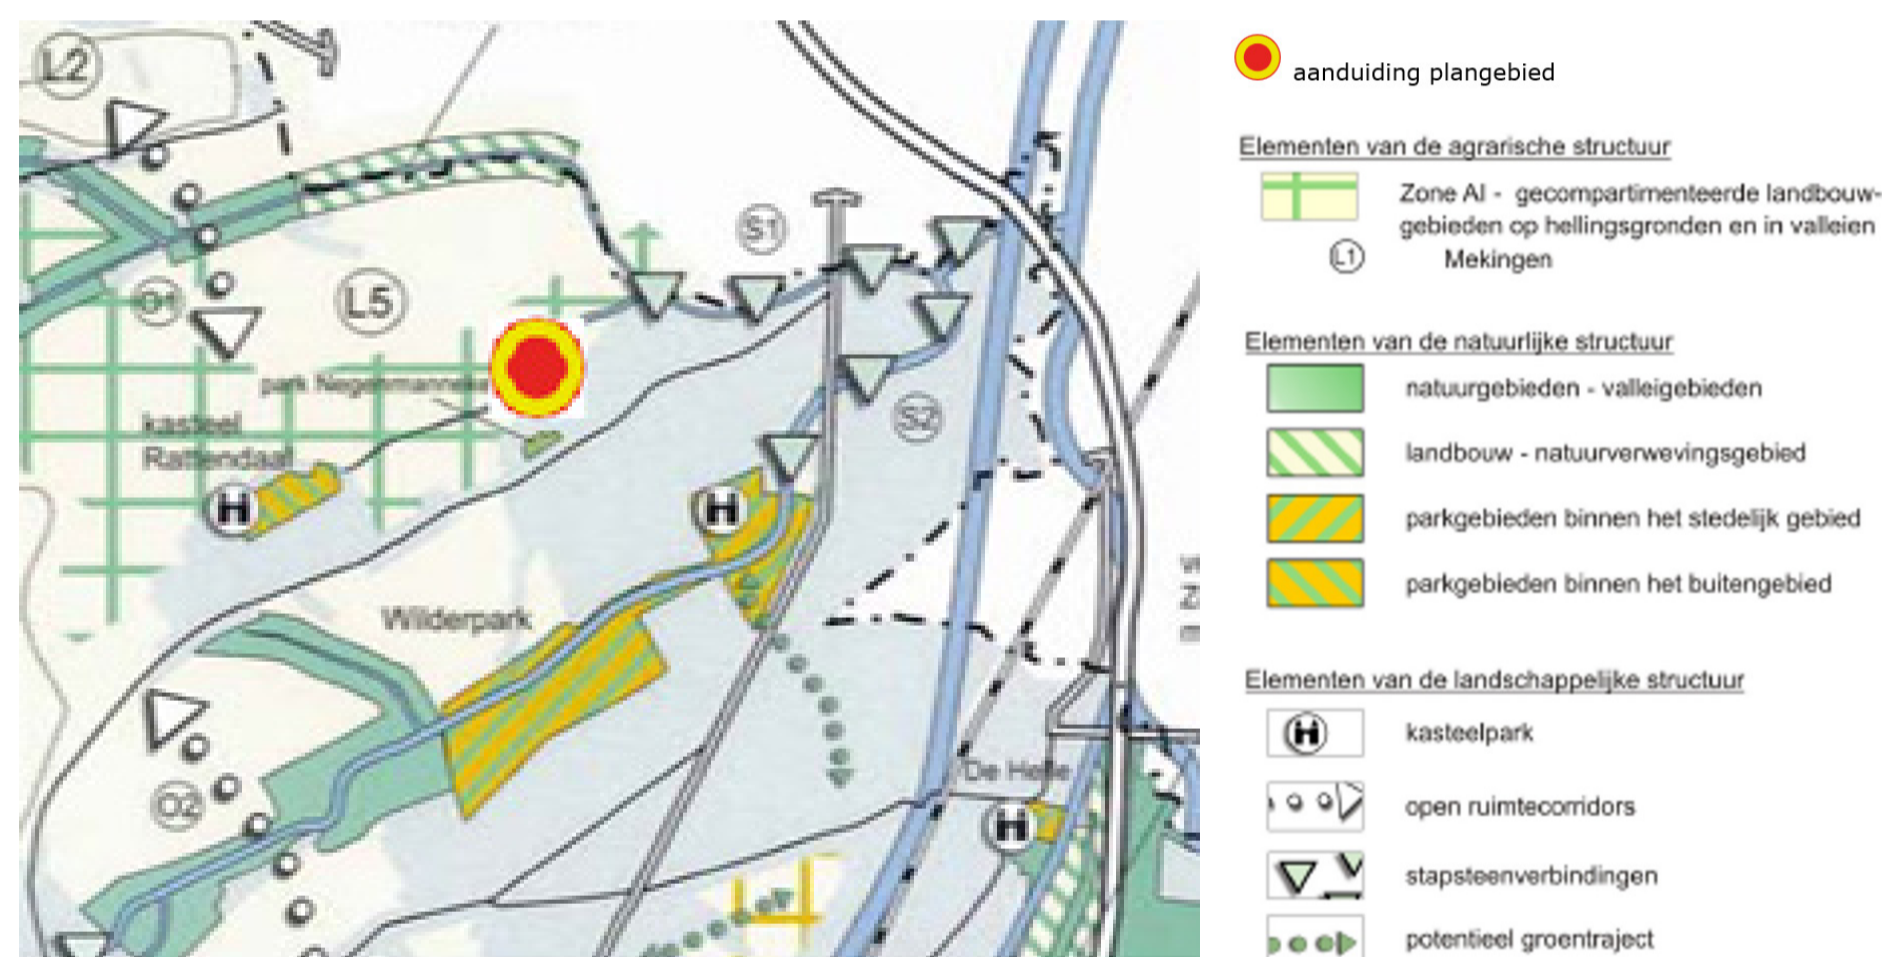 L2
S1
O1
L5
park Negenmanneke
kasteel
Rattendaal
S2
H
H
Wilderpark
O2
De Helle
H
aanduiding plangebied
Elementen van de agrarische structuur
Zone AI - gecompartimenteerde landbouw-
gebieden op hellingsgronden en in valleien
L1 Mekingen
Elementen van de natuurlijke structuur
natuurgebieden - valleigebieden
landbouw - natuurverwevingsgebied
parkgebieden binnen het stedelijk gebied
parkgebieden binnen het buitengebied
Elementen van de landschappelijke structuur
H kasteelpark
open ruimtecorridors
stapsteenverbindingen
potentieel groentraject